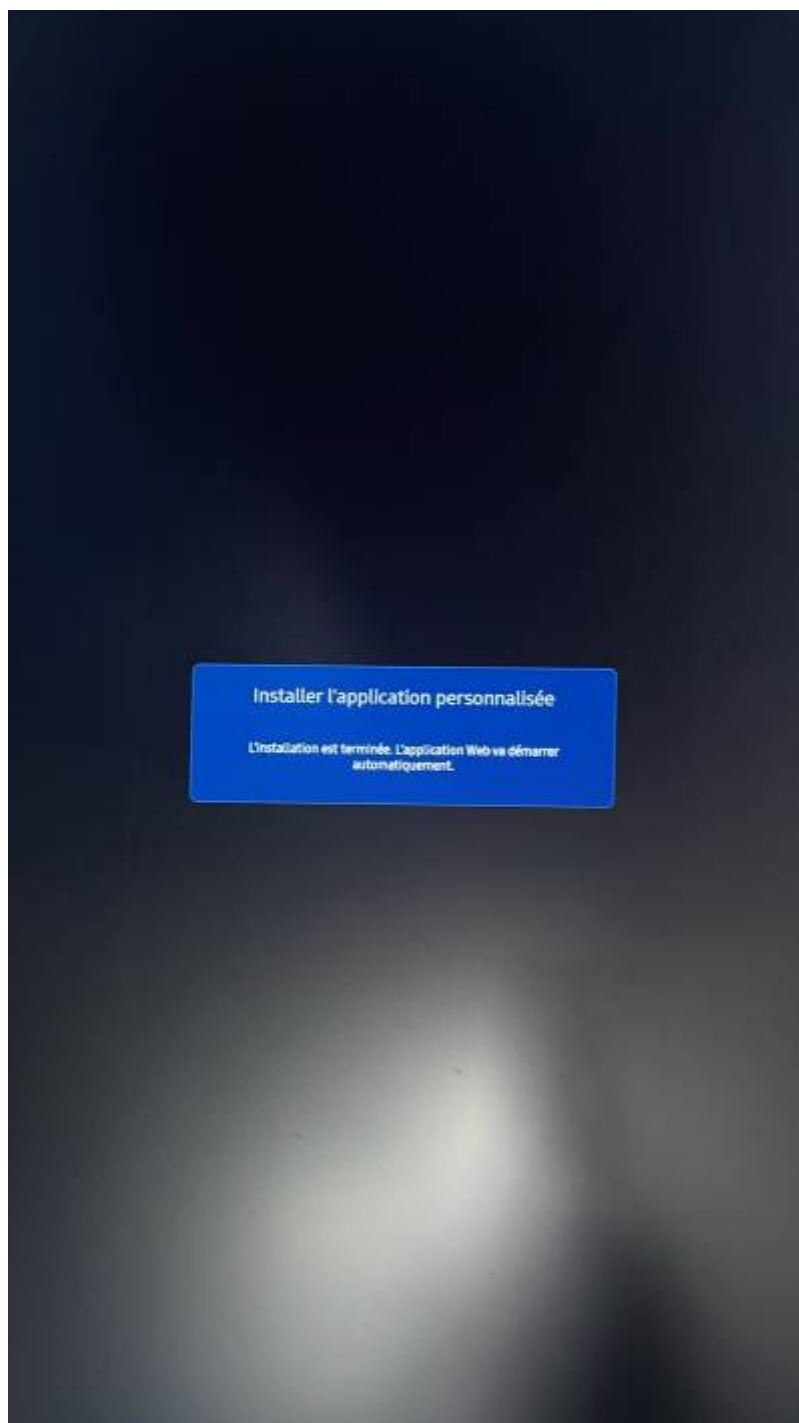 Installer l'application personnalisée
L'installation est terminée. L'application Web va démarrer
automatiquement.